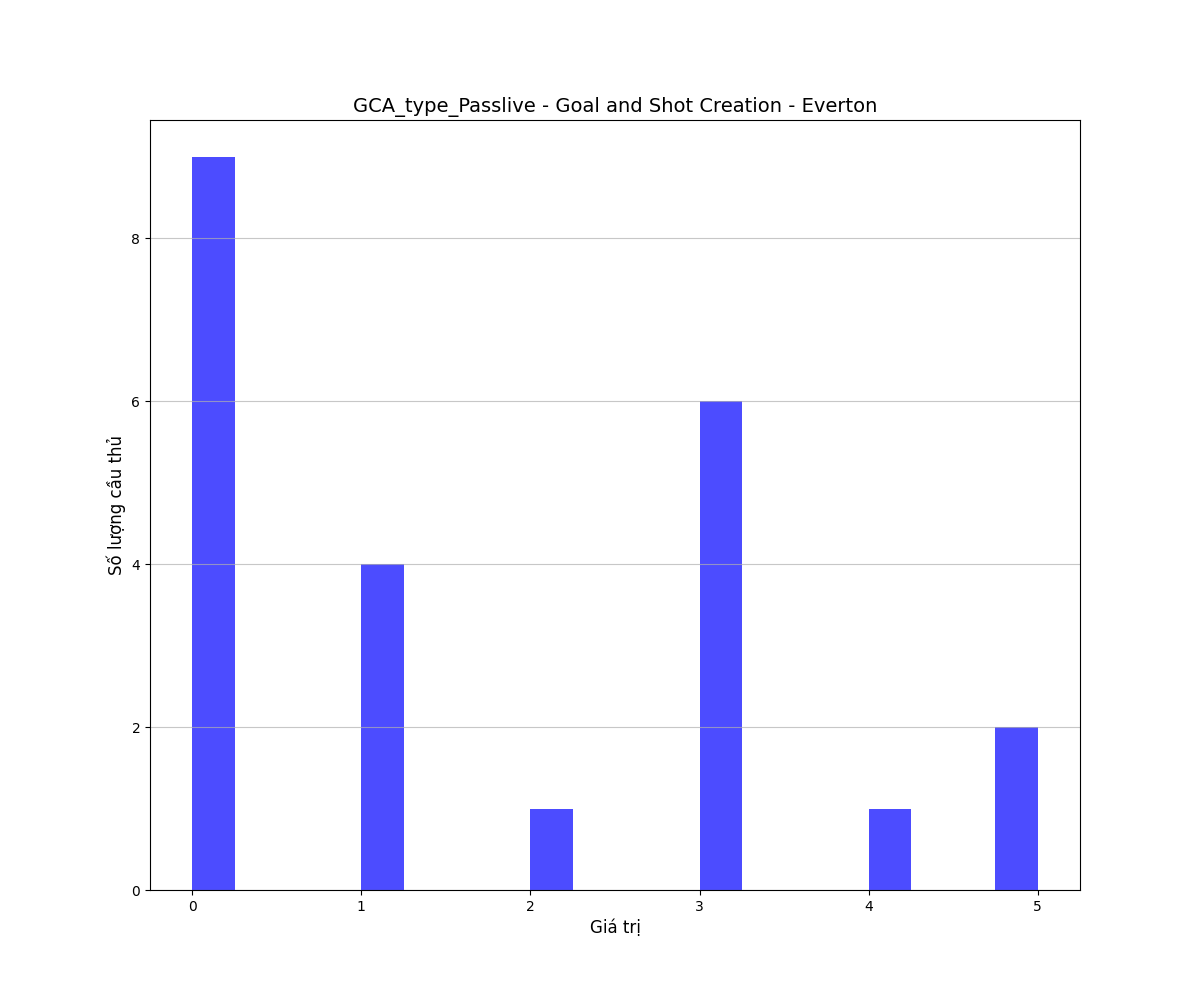 GCA_type_Passlive - Goal and Shot Creation - Everton
Số lượng cầu thủ
8
6
4
2
0
0 1 2 3 4 5
Giá trị